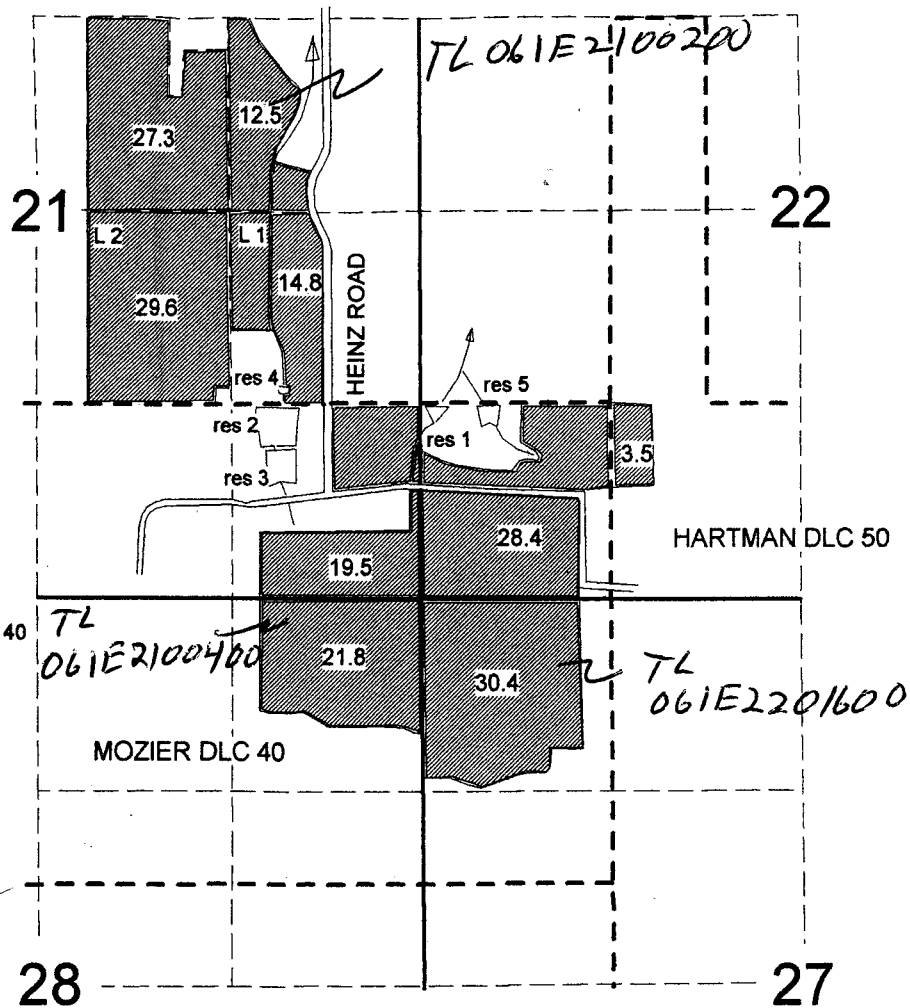 TL 061E2100200
12.5
27.3
21
22
L 2
L 1
14.8
29.6
HEINZ ROAD
res 4
res 5
res 2
res 1
res 3
3.5
28.4
HARTMAN DLC 50
19.5
40
TL
061E2100400
21.8
TL
061E2201600
30.4
MOZIER DLC 40
28
27